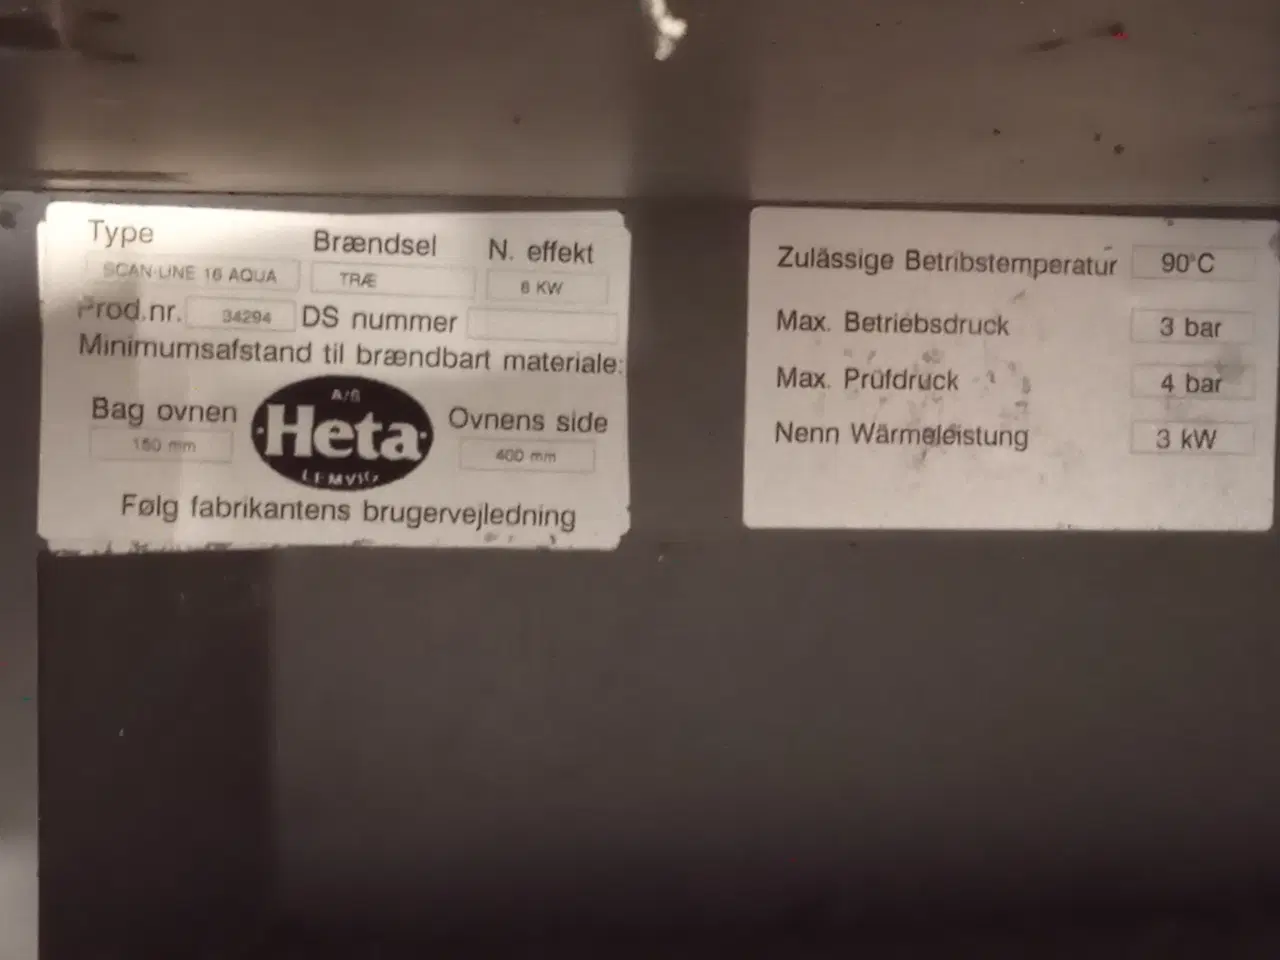 Type Brændsel N. effekt
SCAN-LINE 16 AQUA TRÆ 6 KW
Prod.nr. 34294 DS nummer
Minimumsafstand til brændbart materiale:
Bag ovnen A/S Heta LEMVIG Ovnens side
150 mm 400 mm
Følg fabrikantens brugervejledning
Zulässige Betribstemperatur 90°C
Max. Betriebsdruck 3 bar
Max. Prüfdruck 4 bar
Nenn Wärmeleistung 3 kW